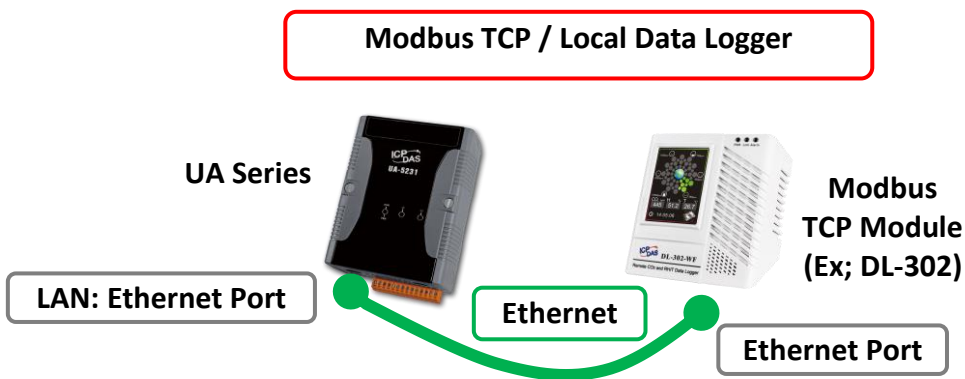 Modbus TCP / Local Data Logger
UA Series
ICP
DAS
UA-5231
Modbus
TCP Module
(Ex; DL-302)
ICP
DAS
DL-302-WF
LAN: Ethernet Port
Ethernet
Ethernet Port